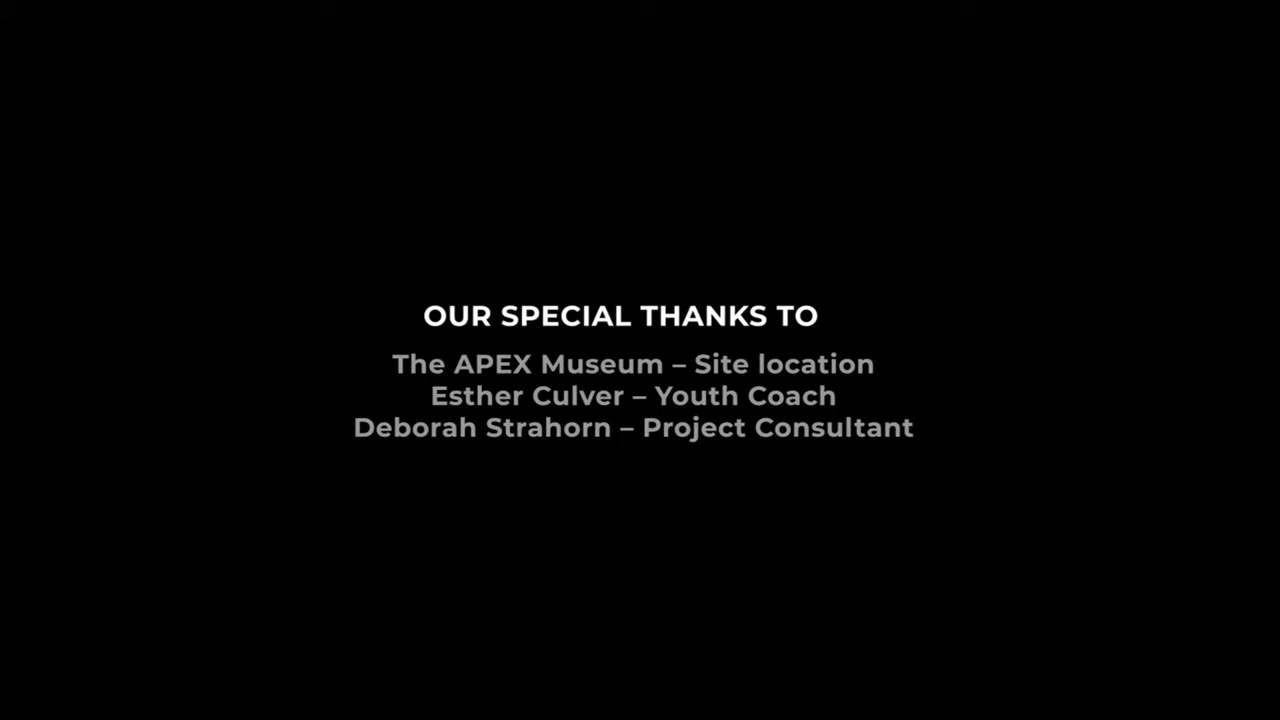 OUR SPECIAL THANKS TO
The APEX Museum – Site location
Esther Culver – Youth Coach
Deborah Strahorn – Project Consultant